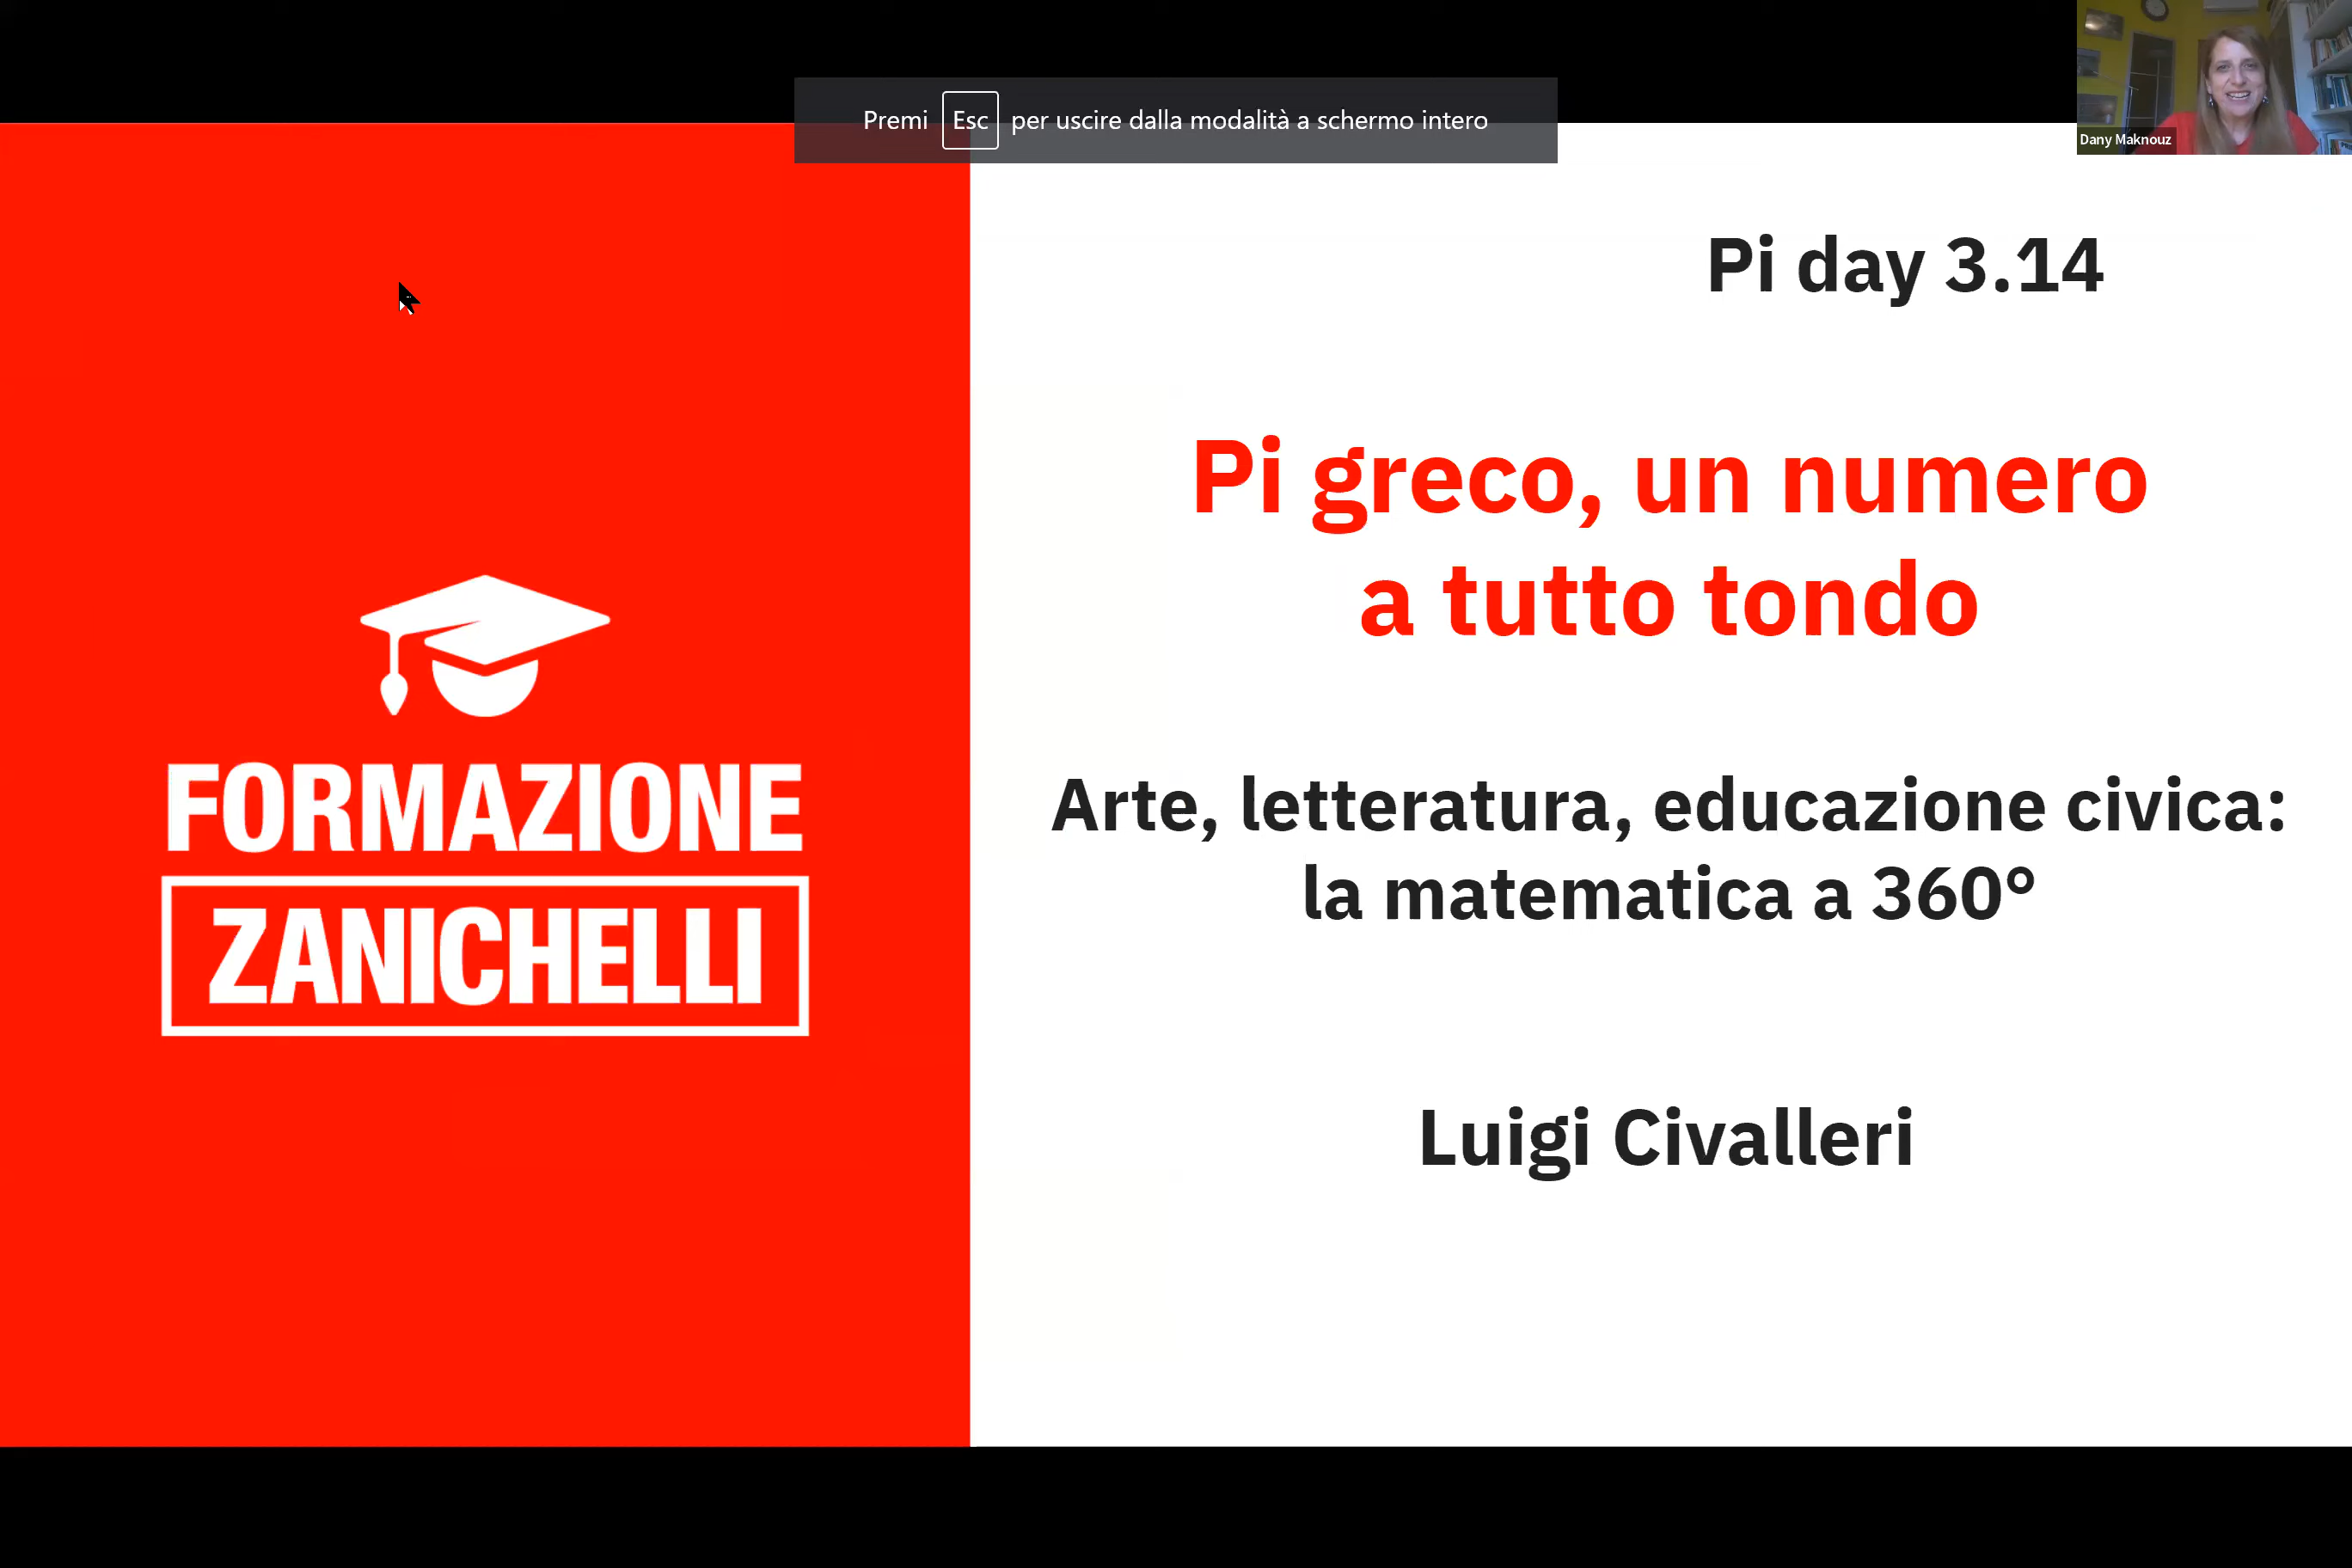 Premi Esc per uscire dalla modalità a schermo intero
Dany Maknouz
Pi day 3.14
Pi greco, un numero
a tutto tondo
Arte, letteratura, educazione civica:
la matematica a 360°
Luigi Civalleri
FORMAZIONE
ZANICHELLI